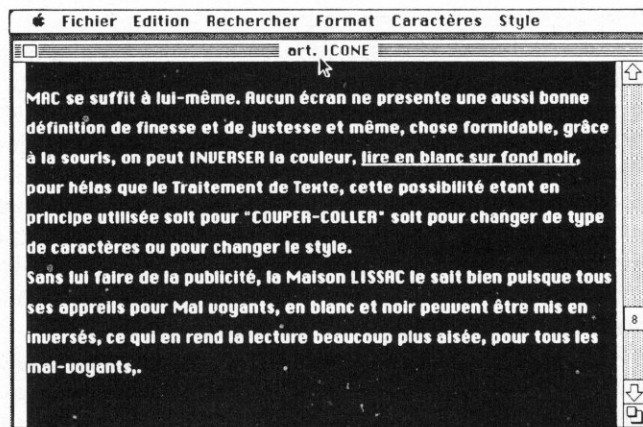 Fichier Edition Rechercher Format Caractères Style
art. ICONE
MAC se suffit à lui-même. Aucun écran ne presente une aussi bonne
définition de finesse et de justesse et même, chose formidable, grâce
à la souris, on peut INVERSER la couleur, lire en blanc sur fond noir,
pour hélas que le Traitement de Texte, cette possibilité etant en
principe utilisée soit pour "COUPER-COLLER" soit pour changer de type
de caractères ou pour changer le style.
Sans lui faire de la publicité, la Maison LISSAC le sait bien puisque tous
ses appreils pour Mal voyants, en blanc et noir peuvent être mis en
inversés, ce qui en rend la lecture beaucoup plus aisée, pour tous les
mal-voyants,.
8